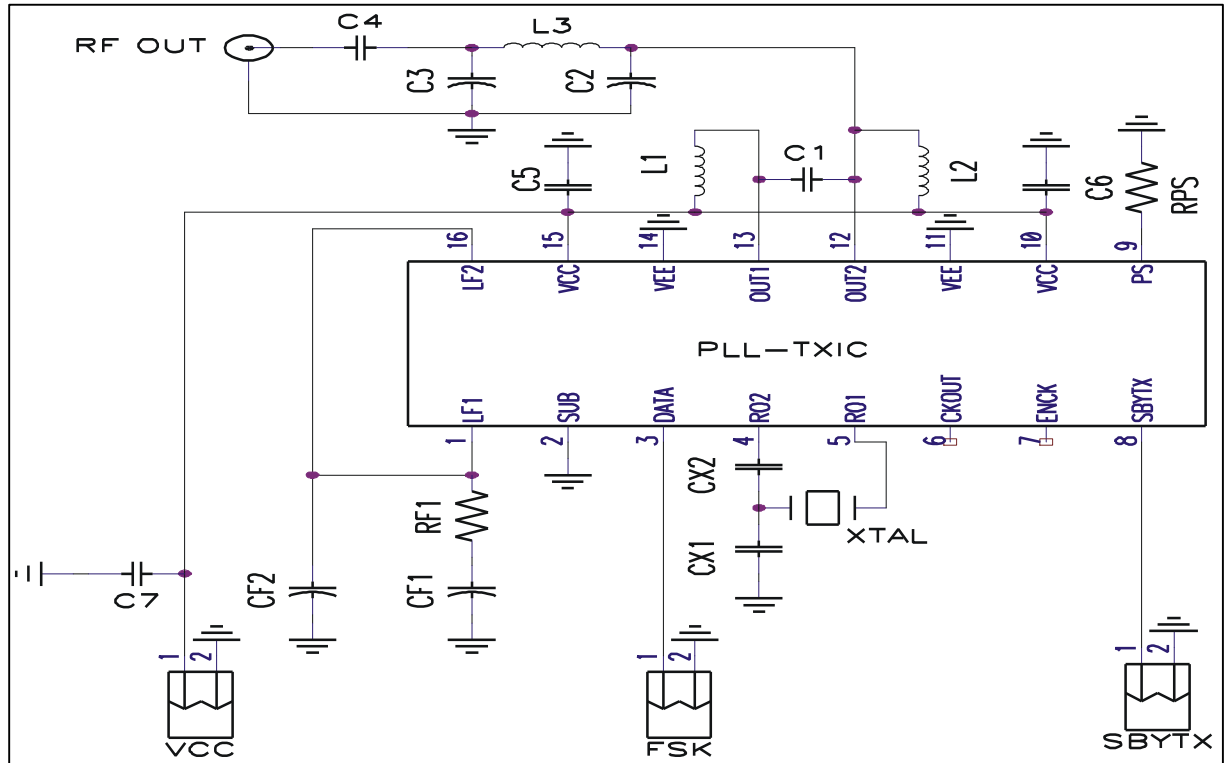 C4
L3
RF OUT
C3
C2
C5
L1
C1
L2
C6
RPS
16
15
14
13
12
11
10
9
LF2
VCC
VEE
OUT1
OUT2
VEE
VCC
PS
PLL-TXIC
LF1
SUB
DATA
RO2
RO1
CKOUT
ENCK
SBYTX
1
2
3
4
5
6
7
8
RF1
CX2
CX1
XTAL
C7
CF2
CF1
1
2
1
2
1
2
VCC
FSK
SBYTX